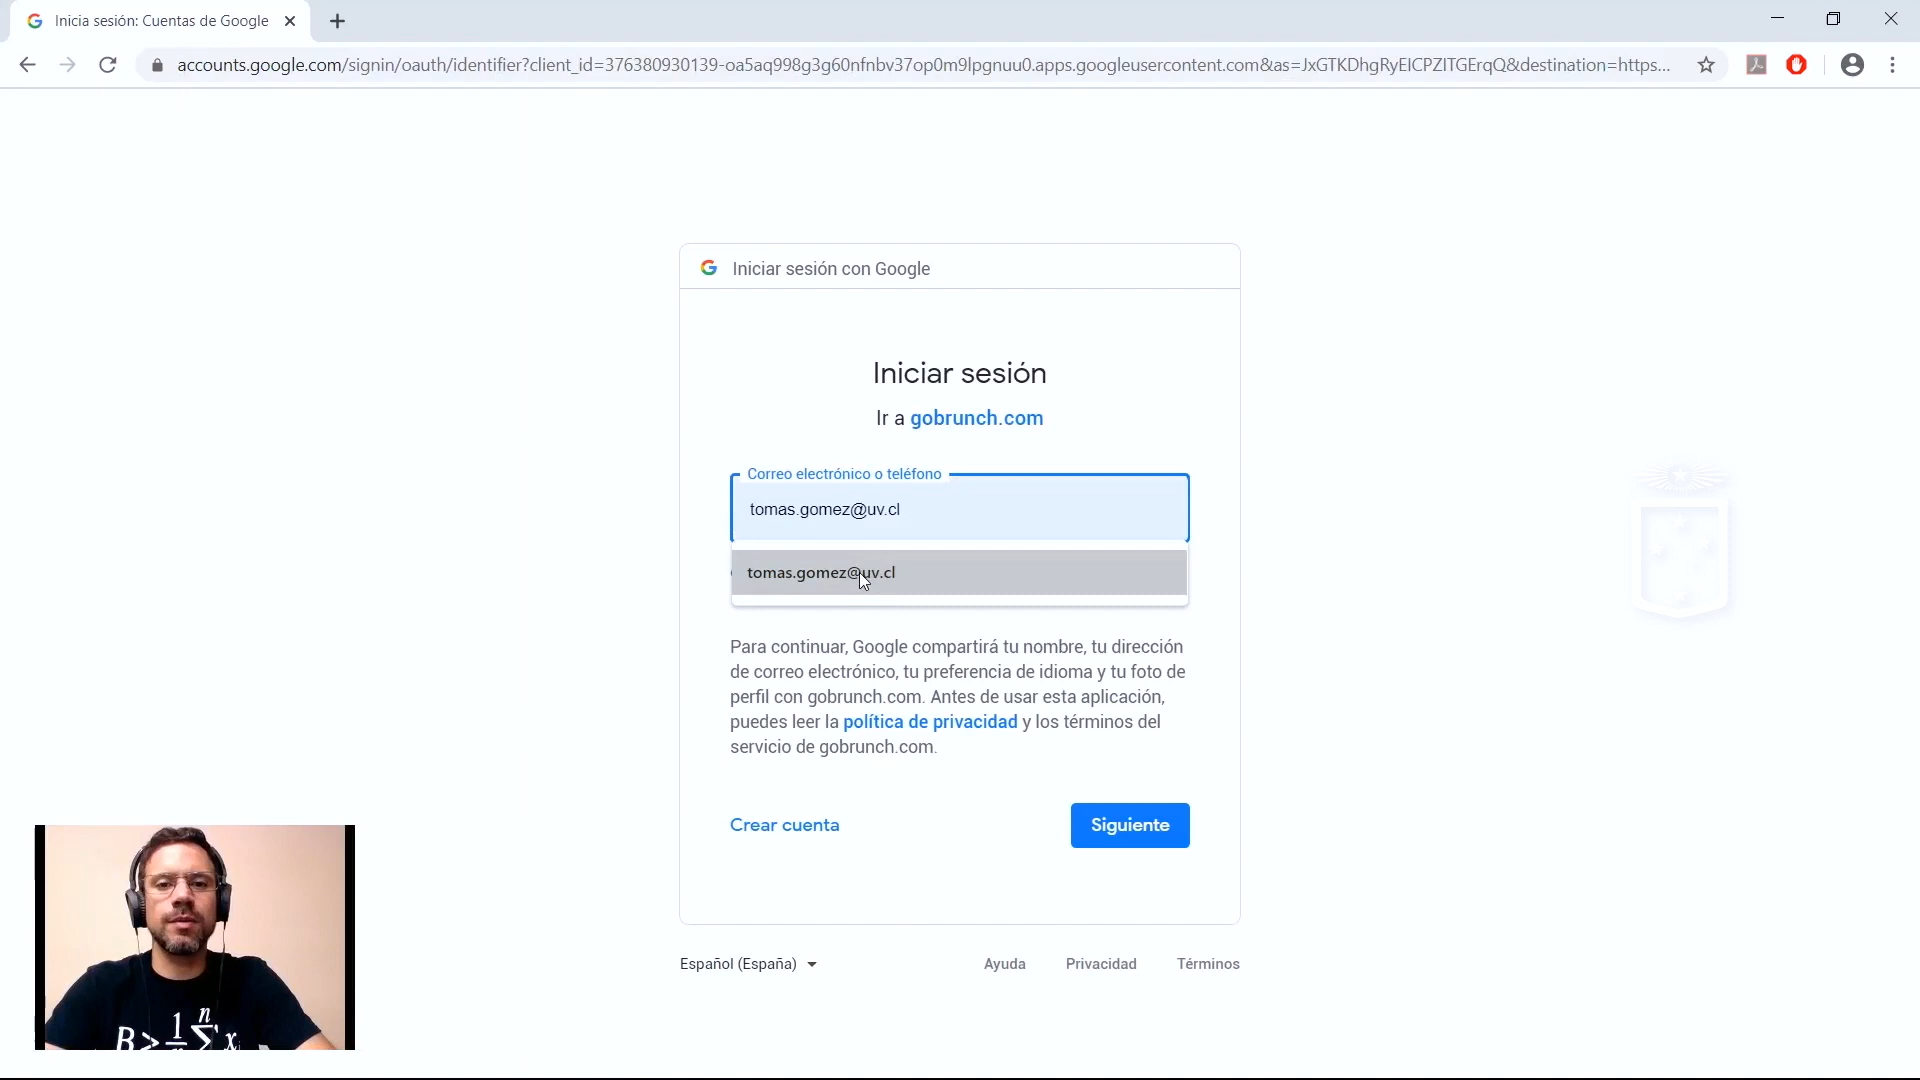 Inicia sesión: Cuentas de Google
accounts.google.com/signin/oauth/identifier?client_id=376380930139-oa5aq998g3g60nfnbv37op0m9lpgnuu0.apps.googleusercontent.com&as=JxGTKDhgRyEICPZITGErqQ&destination=https...
Iniciar sesión con Google
Iniciar sesión
Ir a gobrunch.com
Correo electrónico o teléfono
tomas.gomez@uv.cl
tomas.gomez@uv.cl
Para continuar, Google compartirá tu nombre, tu dirección
de correo electrónico, tu preferencia de idioma y tu foto de
perfil con gobrunch.com. Antes de usar esta aplicación,
puedes leer la política de privacidad y los términos del
servicio de gobrunch.com.
Crear cuenta
Siguiente
Español (España)
Ayuda
Privacidad
Términos